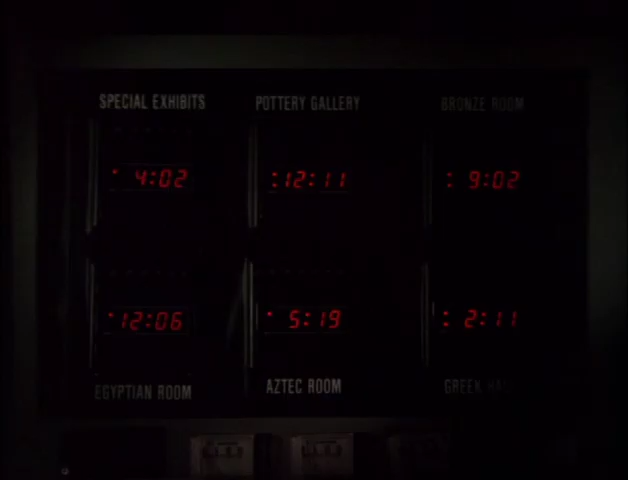 SPECIAL EXHIBITS
POTTERY GALLERY
BRONZE ROOM
4:02
:12:11
: 9:02
12:06
5:19
: 2:11
EGYPTIAN ROOM
AZTEC ROOM
GREEK